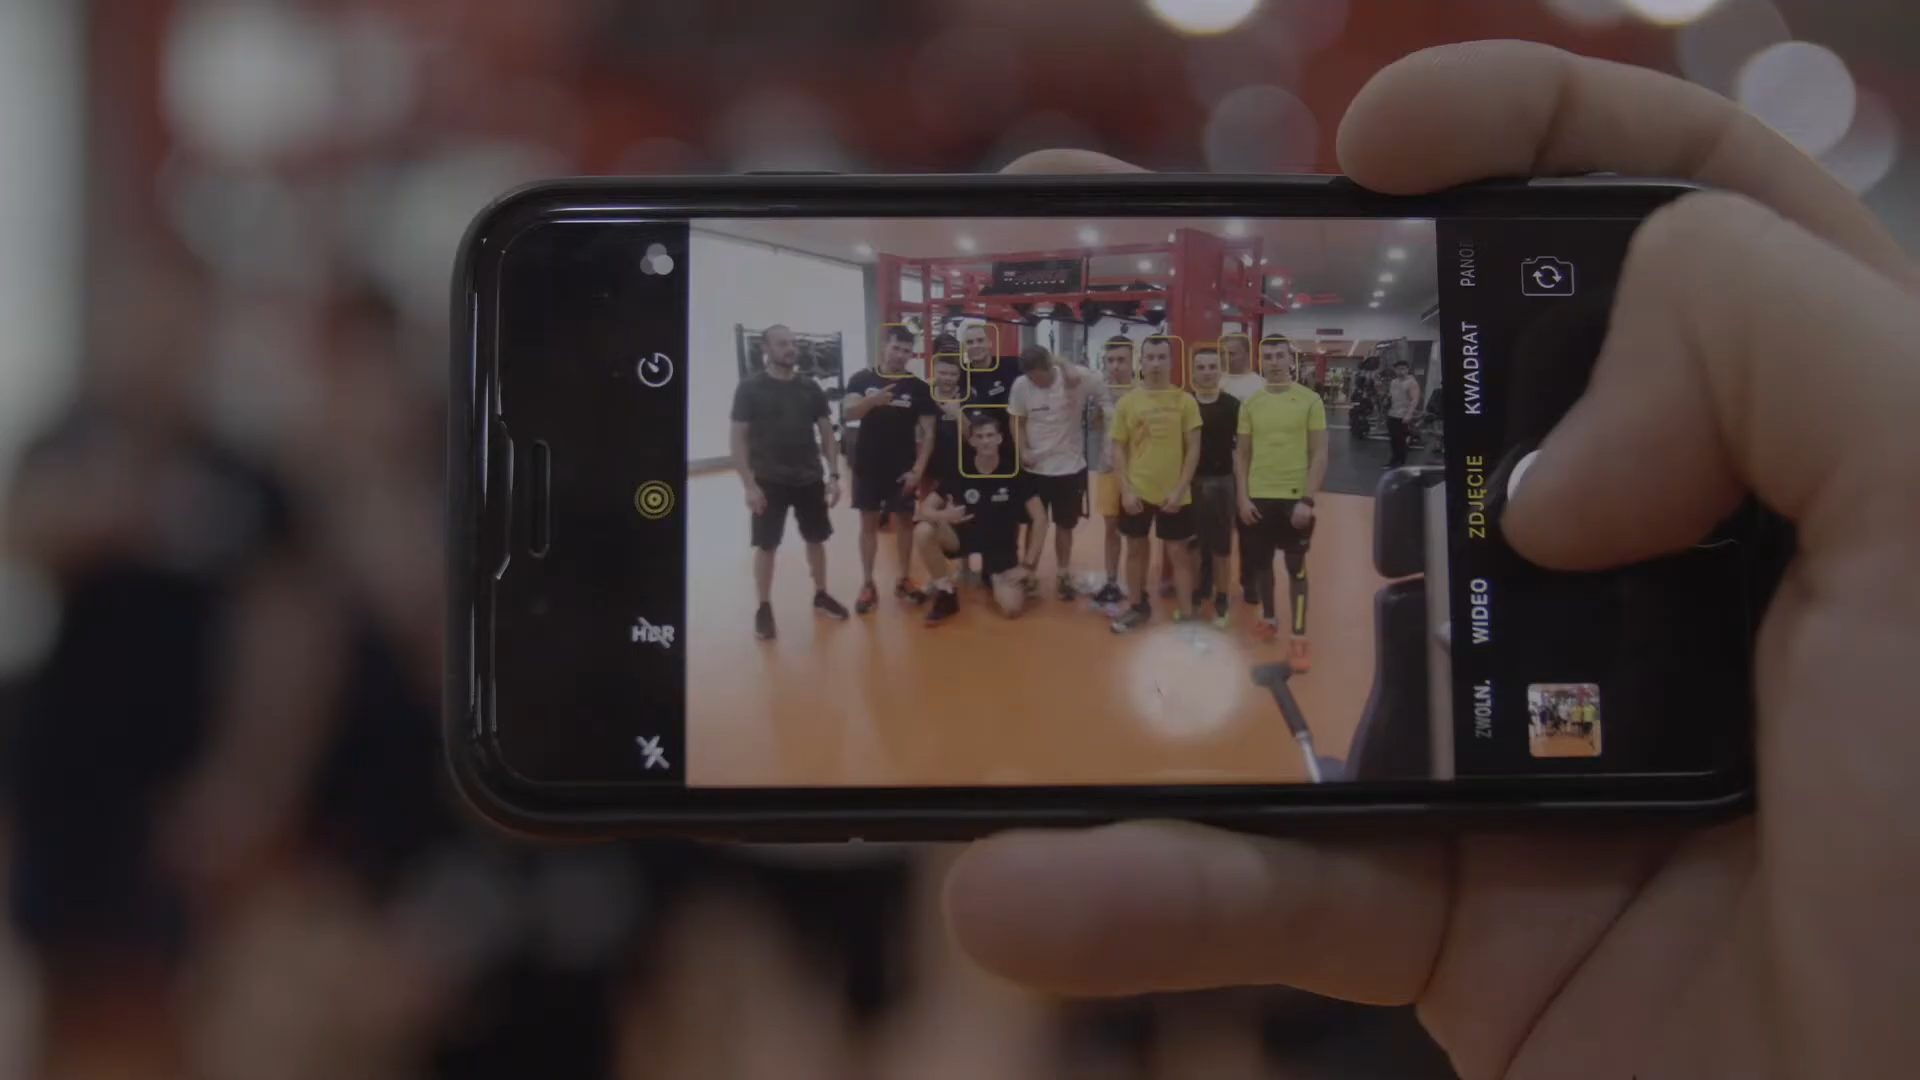 HDR
PANO
KWADRAT
ZDJĘCIE
WIDEO
ZWOLN.